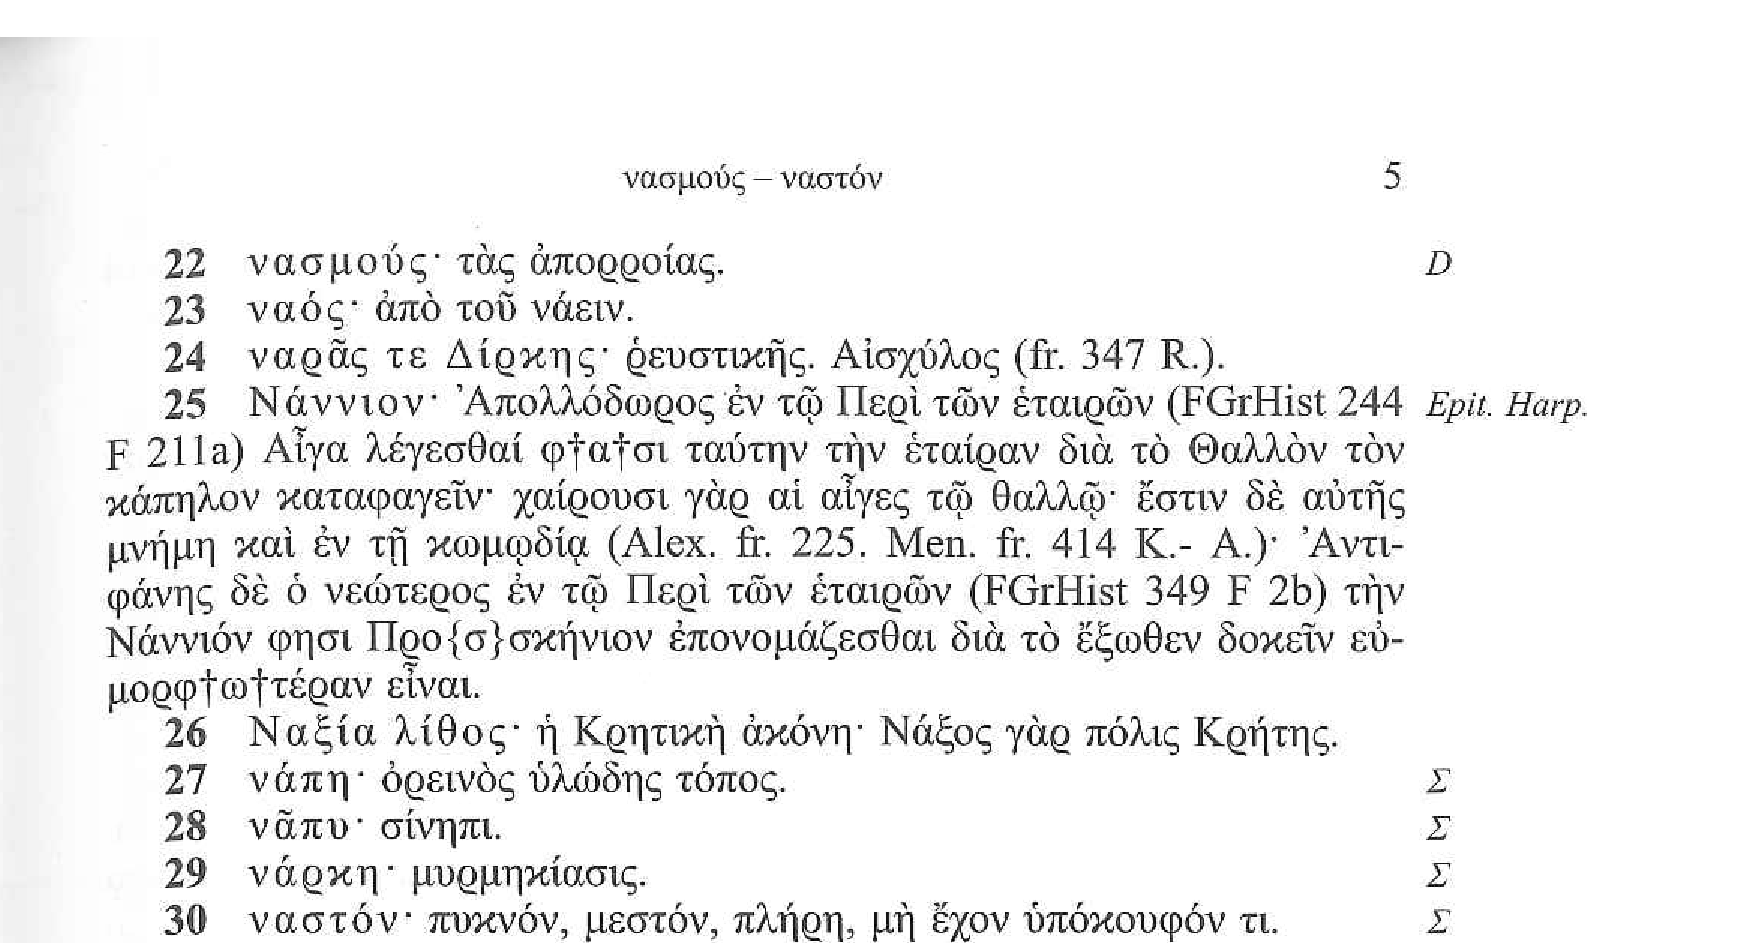 νασμούς – ναστόν 5
22 νασμούς· τὰς ἀπορροίας. D
23 ναός· ἀπὸ τοῦ νάειν.
24 ναρᾶς τε Δίρκης· ῥευστικῆς. Αἰσχύλος (fr. 347 R.).
25 Νάννιον· Ἀπολλόδωρος ἐν τῷ Περὶ τῶν ἑταιρῶν (FGrHist 244 Epit. Harp.
F 211a) Αἶγα λέγεσθαί φ†α†σι ταύτην τὴν ἑταίραν διὰ τὸ Θαλλὸν τὸν
κάπηλον καταφαγεῖν· χαίρουσι γὰρ αἱ αἶγες τῷ θαλλῷ· ἔστιν δὲ αὐτῆς
μνήμη καὶ ἐν τῇ κωμῳδίᾳ (Alex. fr. 225. Men. fr. 414 K.- A.)· Ἀντι-
φάνης δὲ ὁ νεώτερος ἐν τῷ Περὶ τῶν ἑταιρῶν (FGrHist 349 F 2b) τὴν
Νάννιόν φησι Προ{σ}σκήνιον ἐπονομάζεσθαι διὰ τὸ ἔξωθεν δοκεῖν εὐ-
μορφ†ω†τέραν εἶναι.
26 Ναξία λίθος· ἡ Κρητικὴ ἀκόνη· Νάξος γὰρ πόλις Κρήτης.
27 νάπη· ὀρεινὸς ὑλώδης τόπος. Σ
28 νᾶπυ· σίνηπι. Σ
29 νάρκη· μυρμηκίασις. Σ
30 ναστόν· πυκνόν, μεστόν, πλήρη, μὴ ἔχον ὑπόκουφόν τι. Σ